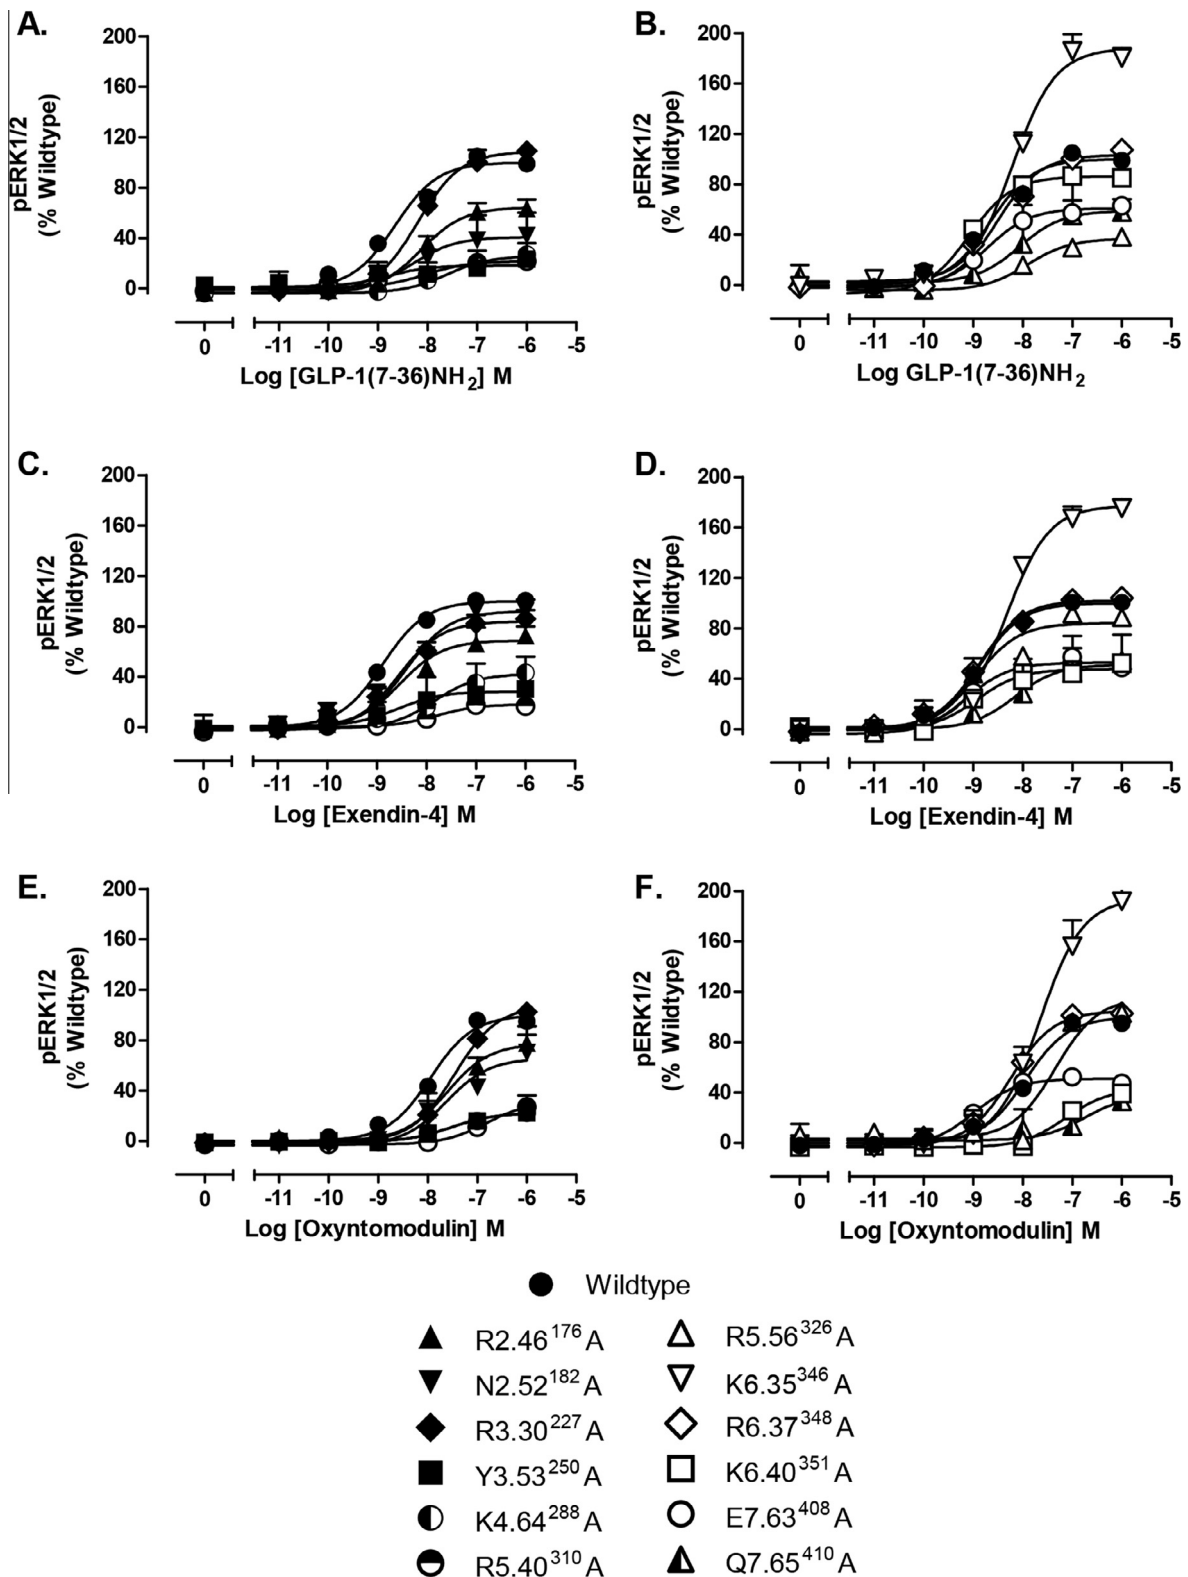 A.
200
160
120
80
40
0
pERK1/2
(% Wildtype)
0 -11 -10 -9 -8 -7 -6 -5
Log [GLP-1(7-36)NH2] M
B.
200
160
120
80
40
0
pERK1/2
(% Wildtype)
0 -11 -10 -9 -8 -7 -6 -5
Log GLP-1(7-36)NH2
C.
200
160
120
80
40
0
pERK1/2
(% Wildtype)
0 -11 -10 -9 -8 -7 -6 -5
Log [Exendin-4] M
D.
200
160
120
80
40
0
pERK1/2
(% Wildtype)
0 -11 -10 -9 -8 -7 -6 -5
Log [Exendin-4] M
E.
200
160
120
80
40
0
pERK1/2
(% Wildtype)
0 -11 -10 -9 -8 -7 -6 -5
Log [Oxyntomodulin] M
F.
200
160
120
80
40
0
pERK1/2
(% Wildtype)
0 -11 -10 -9 -8 -7 -6 -5
Log [Oxyntomodulin] M
Wildtype
R2.46176A
N2.52182A
R3.30227A
Y3.53250A
K4.64288A
R5.40310A
R5.56326A
K6.35346A
R6.37348A
K6.40351A
E7.63408A
Q7.65410A